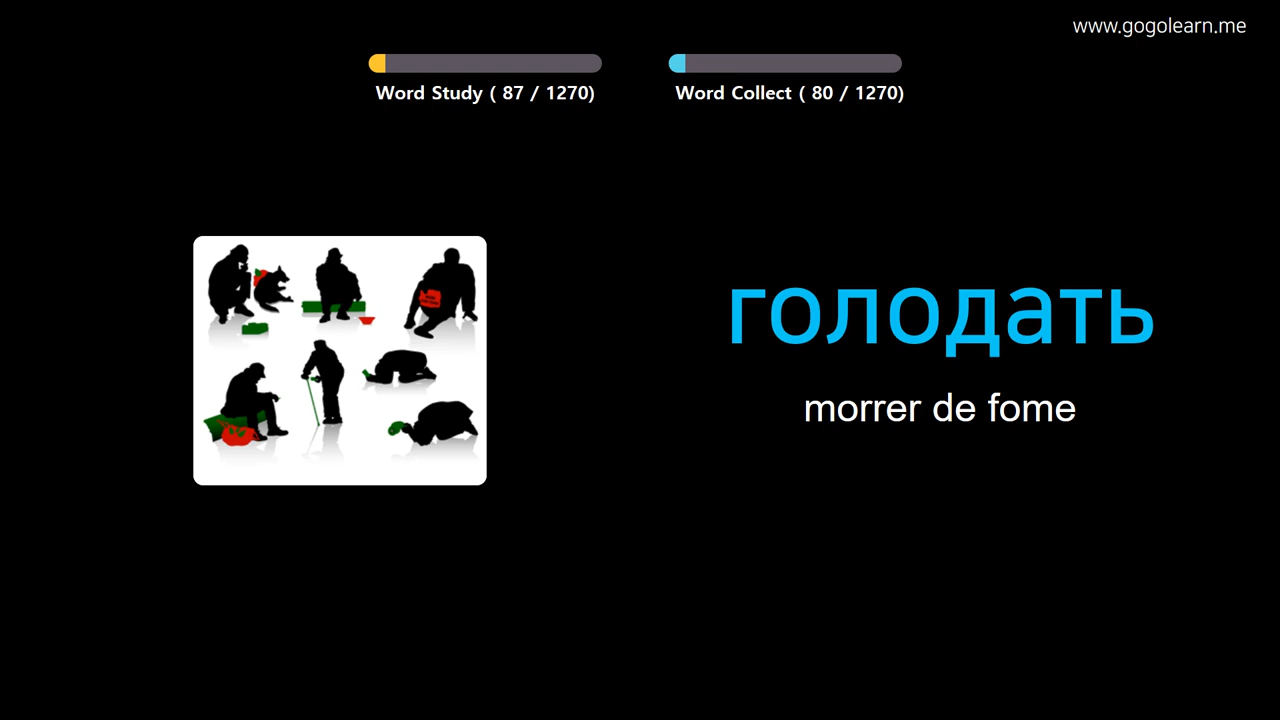 www.gogolearn.me
Word Study ( 87 / 1270)
Word Collect ( 80 / 1270)
голодать
morrer de fome